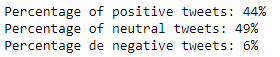 Percentage of positive tweets: 44%
Percentage of neutral tweets: 49%
Percentage de negative tweets: 6%